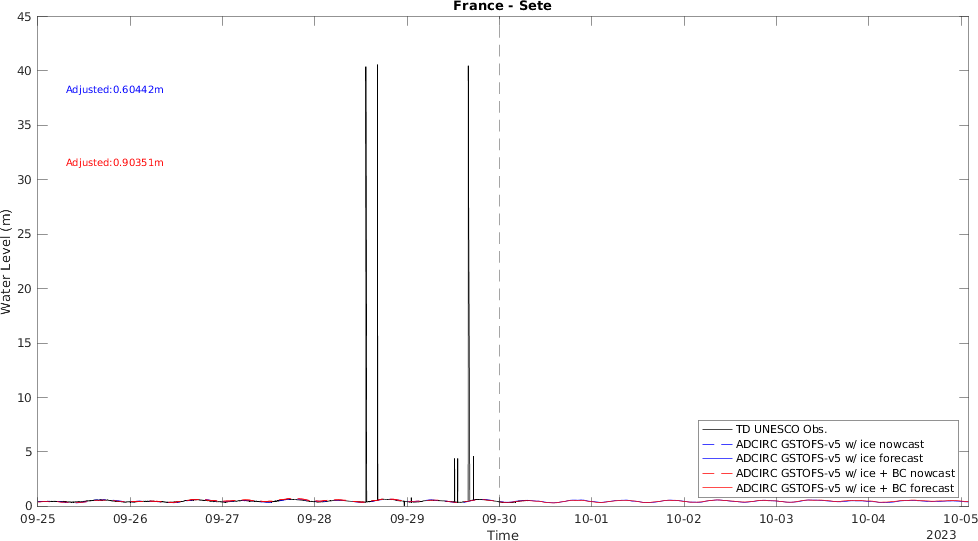 France - Sete
45
40
35
30
25
20
15
10
5
0
Water Level (m)
Adjusted:0.60442m
Adjusted:0.90351m
TD UNESCO Obs.
ADCIRC GSTOFS-v5 w/ ice nowcast
ADCIRC GSTOFS-v5 w/ ice forecast
ADCIRC GSTOFS-v5 w/ ice + BC nowcast
ADCIRC GSTOFS-v5 w/ ice + BC forecast
09-25 09-26 09-27 09-28 09-29 09-30 10-01 10-02 10-03 10-04 10-05
Time
2023